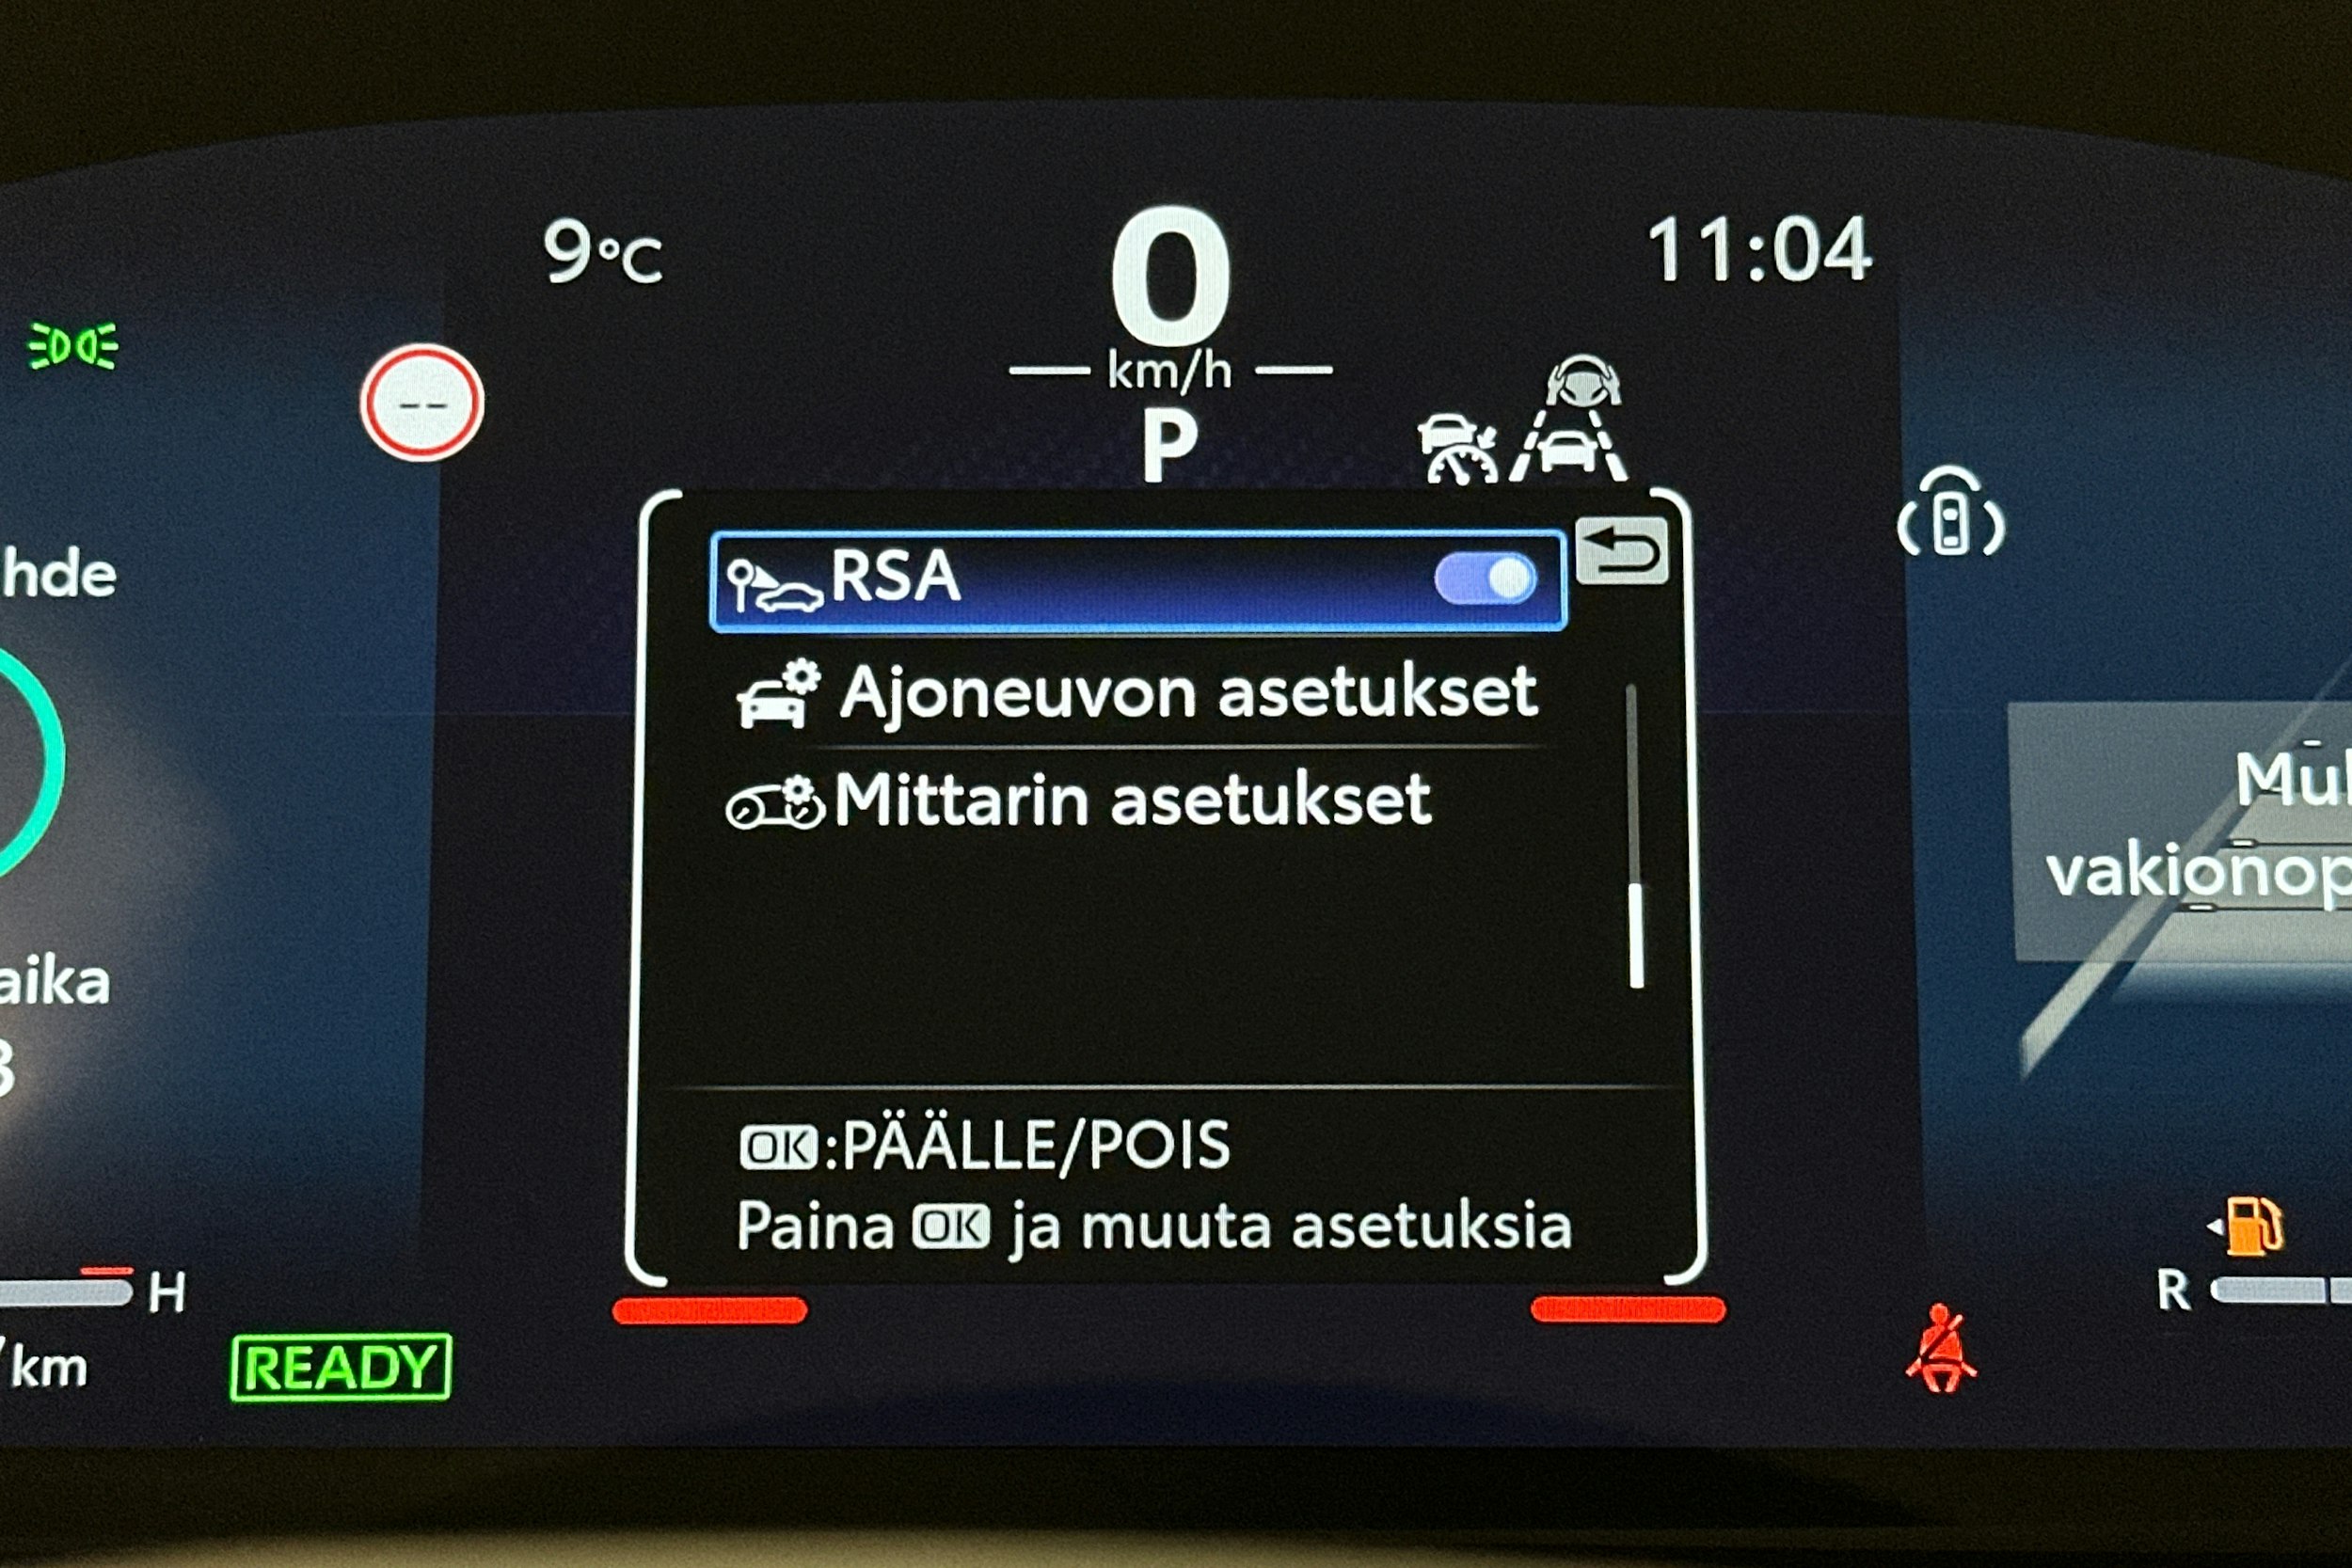 9°C
0
11:04
km/h
--
P
RSA
Ajoneuvon asetukset
Mittarin asetukset
OK:PÄÄLLE/POIS
Paina OK ja muuta asetuksia
hde
aika
H
/km
READY
Mul
vakionop
R